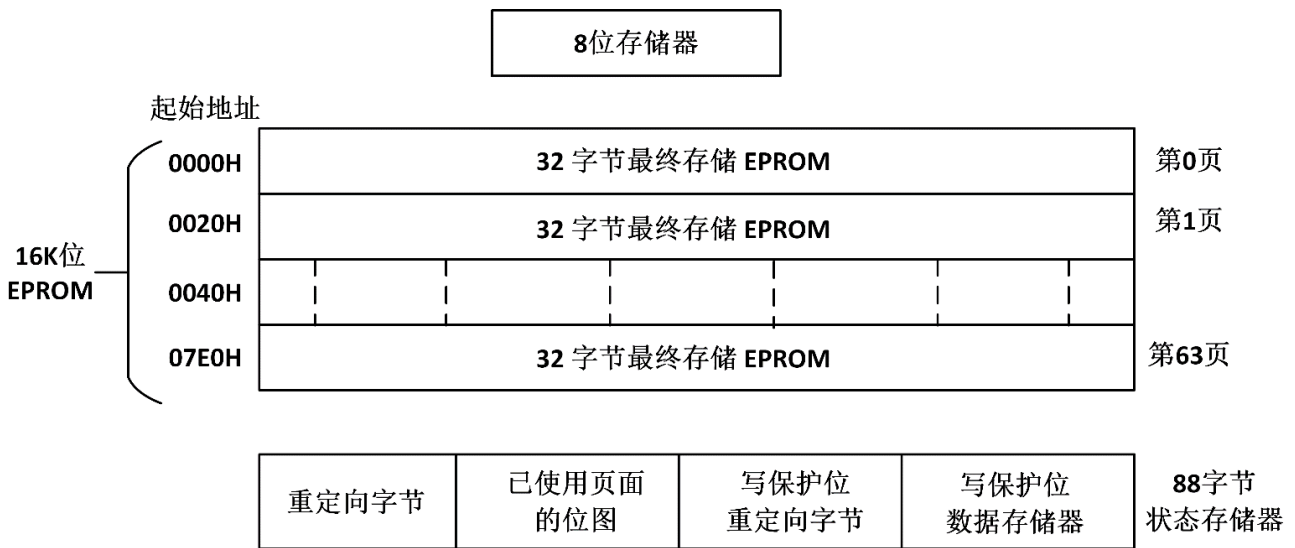 8位存储器
起始地址
0000H 32 字节最终存储 EPROM 第0页
0020H 32 字节最终存储 EPROM 第1页
16K位
EPROM
0040H
07E0H 32 字节最终存储 EPROM 第63页
重定向字节
已使用页面
的位图
写保护位
重定向字节
写保护位
数据存储器
88字节
状态存储器